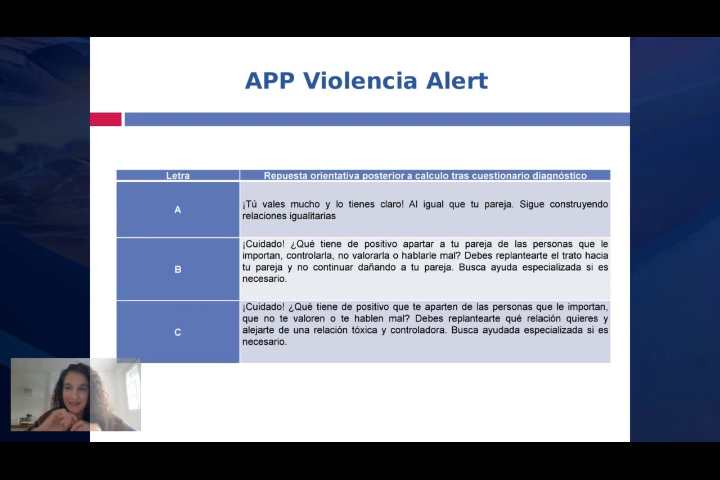 APP Violencia Alert
Letra
Repuesta orientativa posterior a calculo tras cuestionario diagnóstico
A
¡Tú vales mucho y lo tienes claro! Al igual que tu pareja. Sigue construyendo
relaciones igualitarias
B
¡Cuidado! ¿Qué tiene de positivo apartar a tu pareja de las personas que le
importan, controlarla, no valorarla o hablarle mal? Debes replantearte el trato hacia
tu pareja y no continuar dañando a tu pareja. Busca ayuda especializada si es
necesario.
C
¡Cuidado! ¿Qué tiene de positivo que te aparten de las personas que le importan,
que no te valoren o te hablen mal? Debes replantearte qué relación quieres y
alejarte de una relación tóxica y controladora. Busca ayudada especializada si es
necesario.